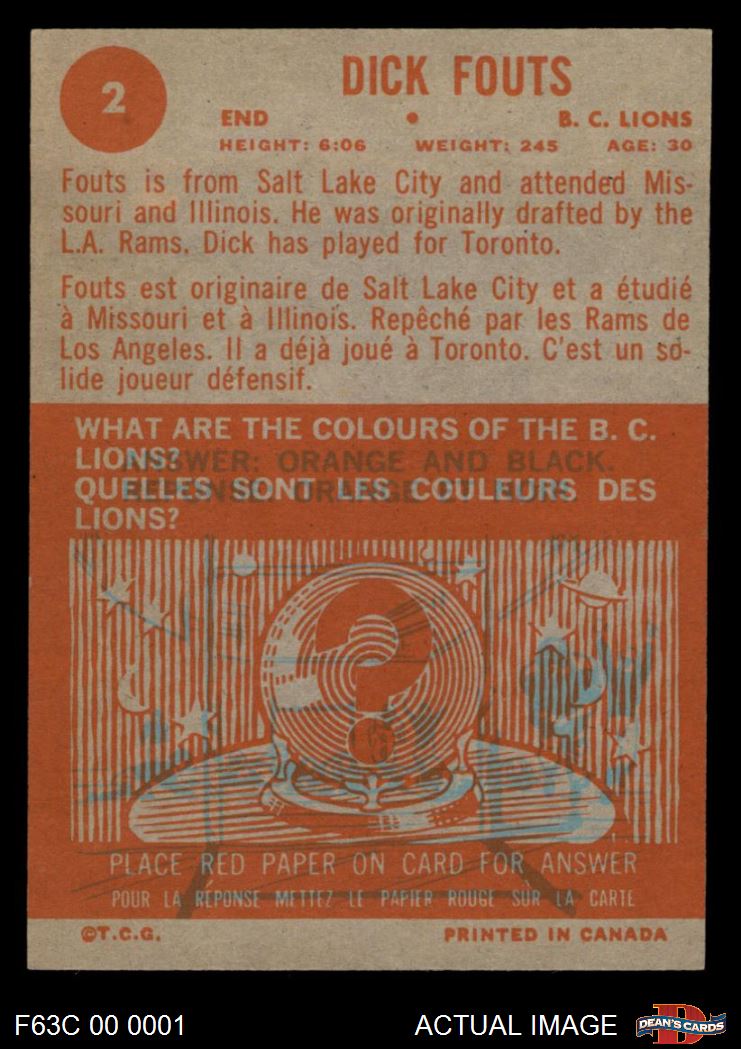 2
DICK FOUTS
END • B. C. LIONS
HEIGHT: 6:06 WEIGHT: 245 AGE: 30
Fouts is from Salt Lake City and attended Mis-
souri and Illinois. He was originally drafted by the
L.A. Rams. Dick has played for Toronto.
Fouts est originaire de Salt Lake City et a étudié
à Missouri et à Illinois. Repêché par les Rams de
Los Angeles. Il a déjà joué à Toronto. C'est un so-
lide joueur défensif.
WHAT ARE THE COLOURS OF THE B. C.
LIONS?
ANSWER: ORANGE AND BLACK.
QUELLES SONT LES COULEURS DES
LIONS?
?
PLACE RED PAPER ON CARD FOR ANSWER
POUR LA RÉPONSE METTEZ LE PAPIER ROUGE SUR LA CARTE
©T.C.G. PRINTED IN CANADA
F63C 00 0001 ACTUAL IMAGE DEAN'S CARDS